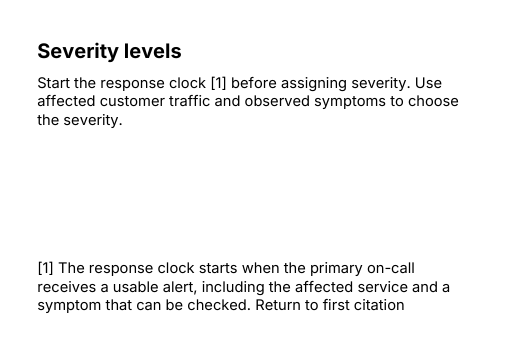 Severity levels
Start the response clock [1] before assigning severity. Use
affected customer traffic and observed symptoms to choose
the severity.
[1] The response clock starts when the primary on-call
receives a usable alert, including the affected service and a
symptom that can be checked. Return to first citation